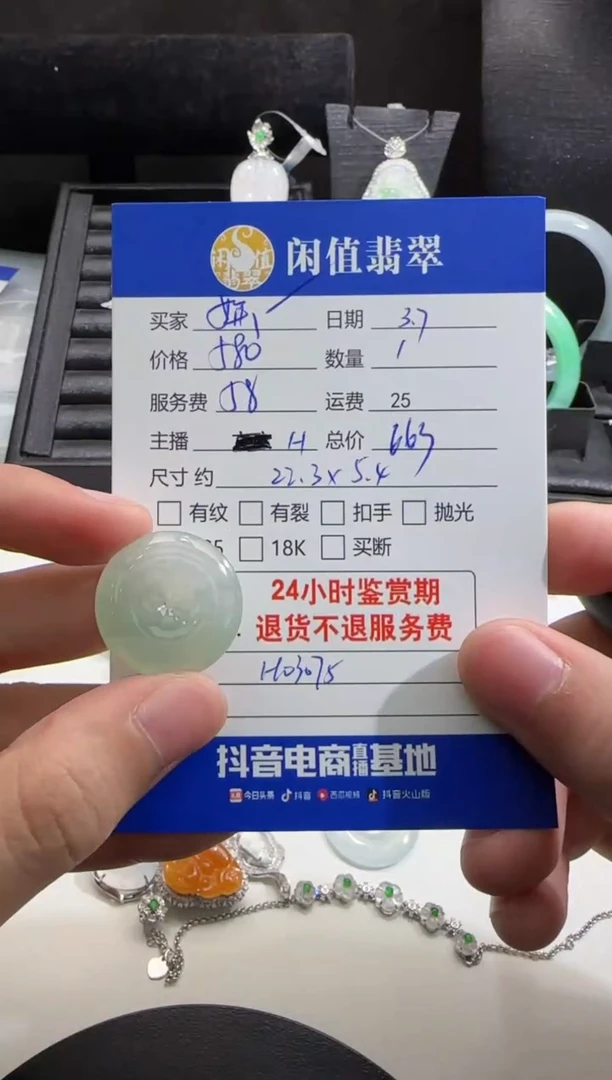 闲值翡翠
闲值翡翠
买家 日期 3.7
价格 580 数量 1
服务费 58 运费 25
主播 H 总价 663
尺寸 约 22.3x5.4
有纹 有裂 扣手 抛光
18K 买断
24小时鉴赏期
退货不退服务费
H03075
抖音电商直播基地
今日头条 抖音 西瓜视频 抖音火山版